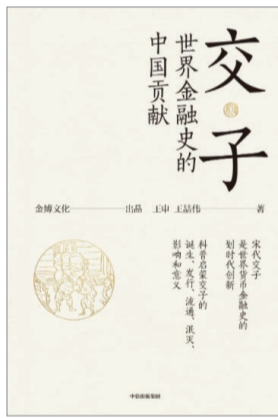 交·子
世界金融史的
中国贡献
金博文化 出品 王申 王喆伟 著
宋代交子
是世界货币金融史的
划时代创新
科普启蒙交子的
诞生、发行、流通、泯灭、
影响和意义
中信出版集团